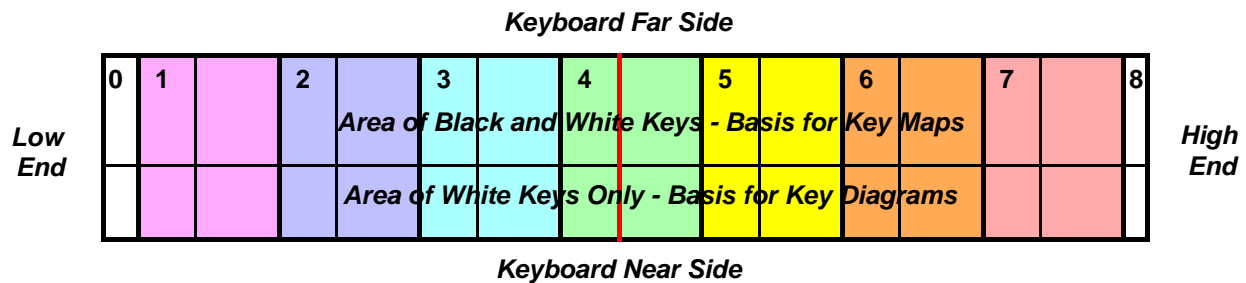 Keyboard Far Side
0 1 2 3 4 5 6 7 8
Area of Black and White Keys - Basis for Key Maps
Low
End
High
End
Area of White Keys Only - Basis for Key Diagrams
Keyboard Near Side